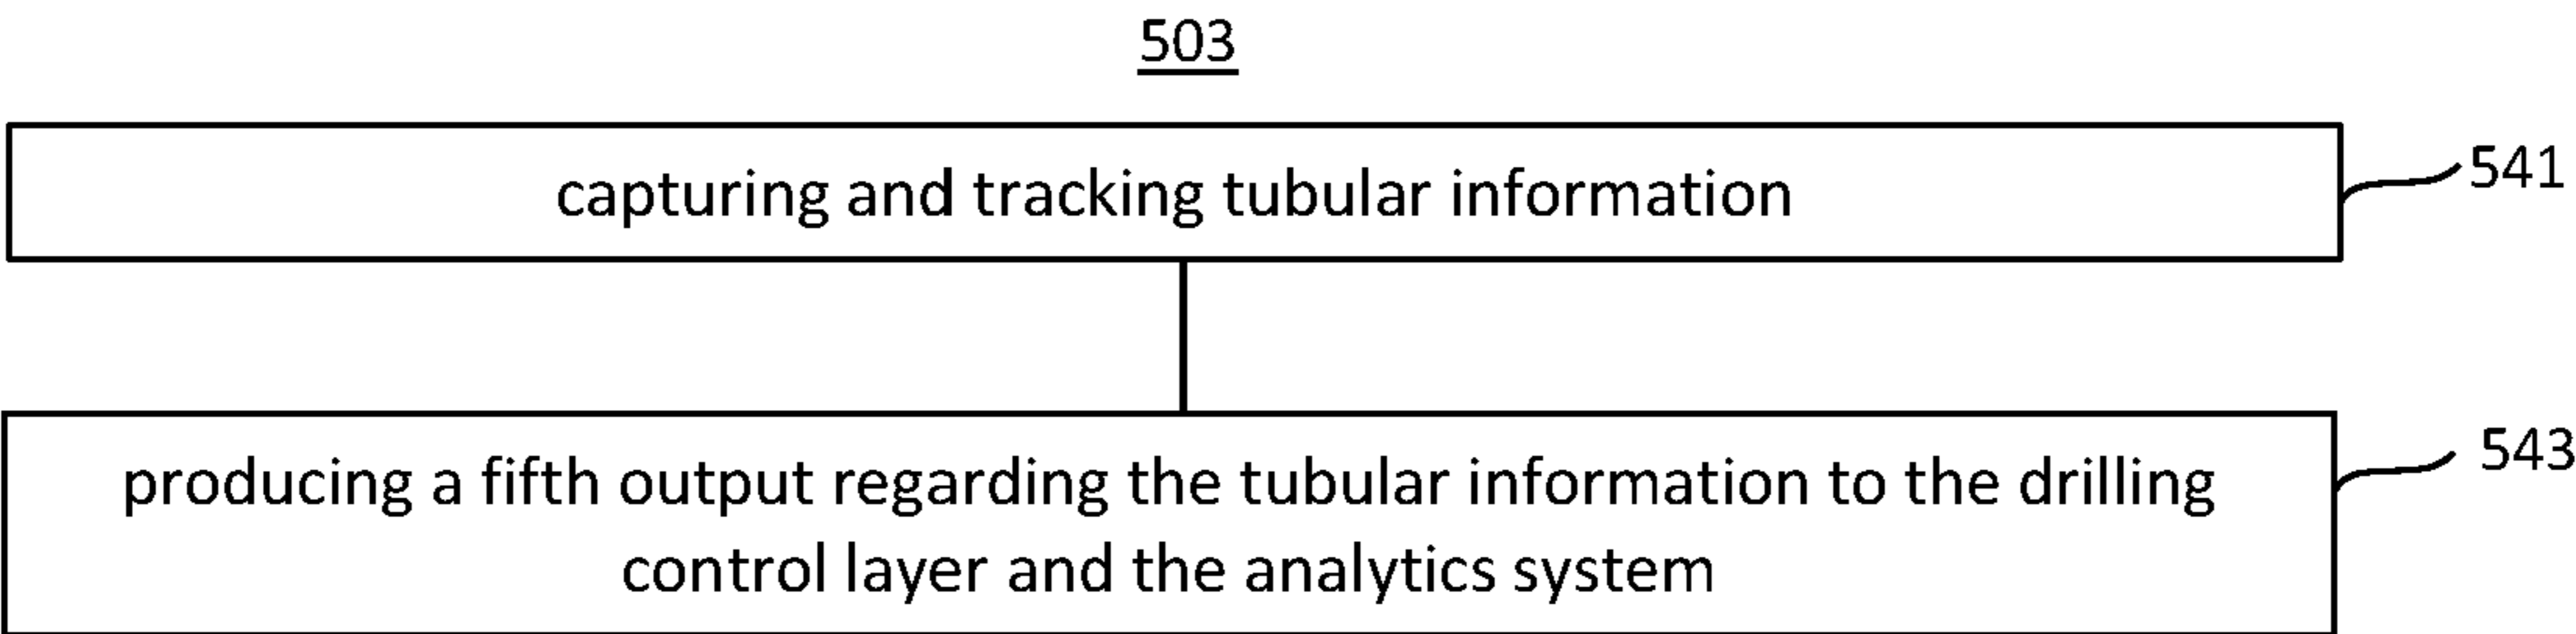 503
capturing and tracking tubular information
541
producing a fifth output regarding the tubular information to the drilling
control layer and the analytics system
543